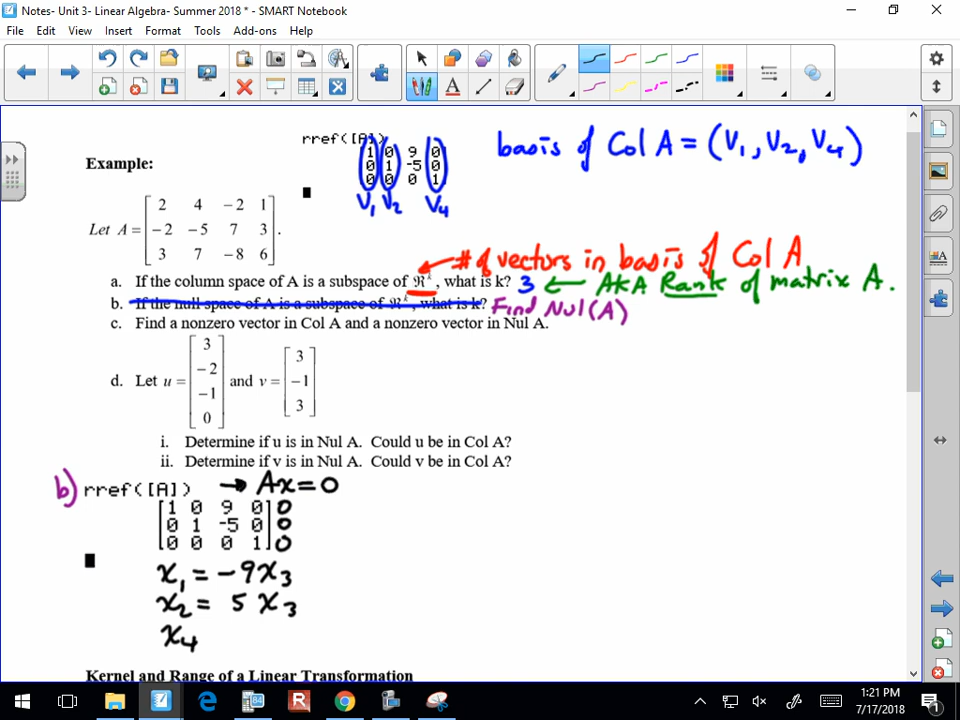 Notes- Unit 3- Linear Algebra- Summer 2018 * - SMART Notebook
File Edit View Insert Format Tools Add-ons Help
rref([A])
1 0 9 0
0 1 -5 0
0 0 0 1
V1 V2 V4
basis of Col A = (V1, V2, V4)
Example:
Let A = [ 2 4 −2 1
−2 −5 7 3
3 7 −8 6 ].
# of vectors in basis of Col A
a. If the column space of A is a subspace of ℜ^k, what is k? 3 ← AKA Rank of matrix A.
b. If the null space of A is a subspace of ℜ^k, what is k? Find Nul(A)
c. Find a nonzero vector in Col A and a nonzero vector in Nul A.
d. Let u = [ 3 −2 −1 0 ] and v = [ 3 −1 3 ]
i. Determine if u is in Nul A. Could u be in Col A?
ii. Determine if v is in Nul A. Could v be in Col A?
b) rref([A]) → Ax=0
[1 0 9 0] 0
[0 1 -5 0] 0
[0 0 0 1] 0
x1 = -9x3
x2 = 5x3
x4
Kernel and Range of a Linear Transformation
1:21 PM
7/17/2018
1